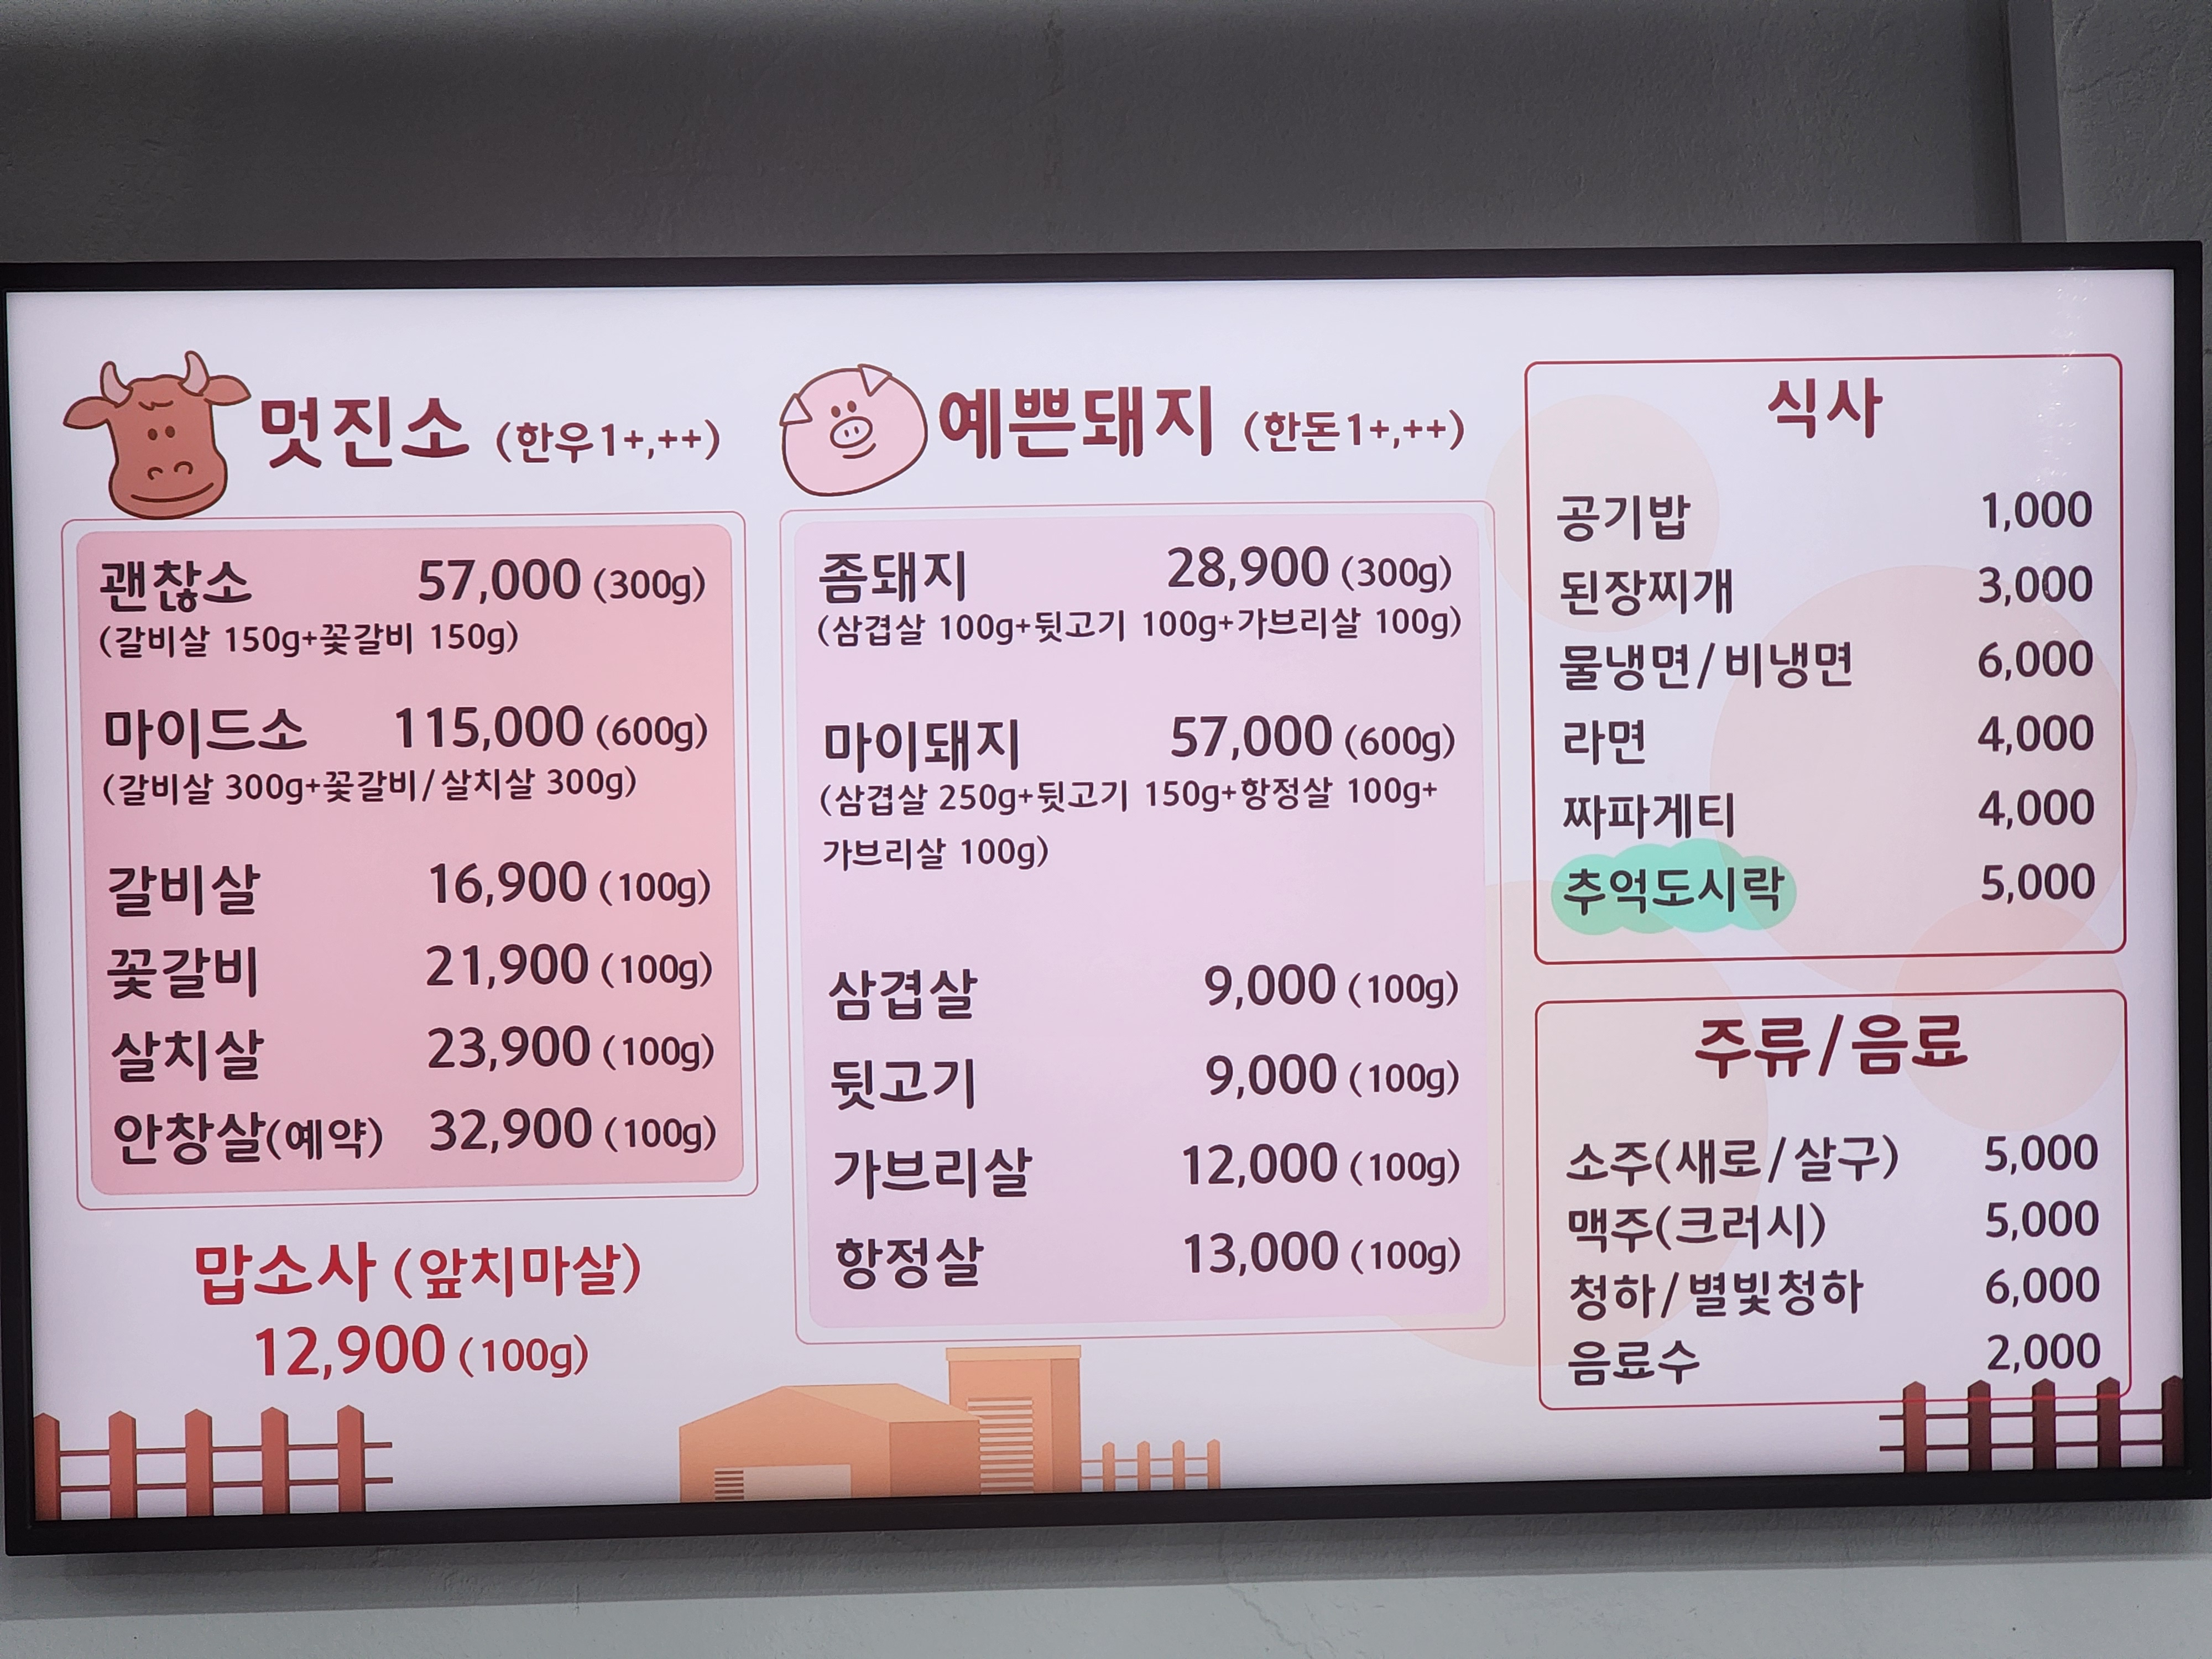 멋진소 (한우1+,++)
괜찮소 57,000 (300g)
(갈비살 150g+꽃갈비 150g)
마이드소 115,000 (600g)
(갈비살 300g+꽃갈비/살치살 300g)
갈비살 16,900 (100g)
꽃갈비 21,900 (100g)
살치살 23,900 (100g)
안창살(예약) 32,900 (100g)
맙소사 (앞치마살)
12,900 (100g)
예쁜돼지 (한돈1+,++)
좀돼지 28,900 (300g)
(삼겹살 100g+뒷고기 100g+가브리살 100g)
마이돼지 57,000 (600g)
(삼겹살 250g+뒷고기 150g+항정살 100g+
가브리살 100g)
삼겹살 9,000 (100g)
뒷고기 9,000 (100g)
가브리살 12,000 (100g)
항정살 13,000 (100g)
식사
공기밥 1,000
된장찌개 3,000
물냉면/비냉면 6,000
라면 4,000
짜파게티 4,000
추억도시락 5,000
주류/음료
소주(새로/살구) 5,000
맥주(크러시) 5,000
청하/별빛청하 6,000
음료수 2,000